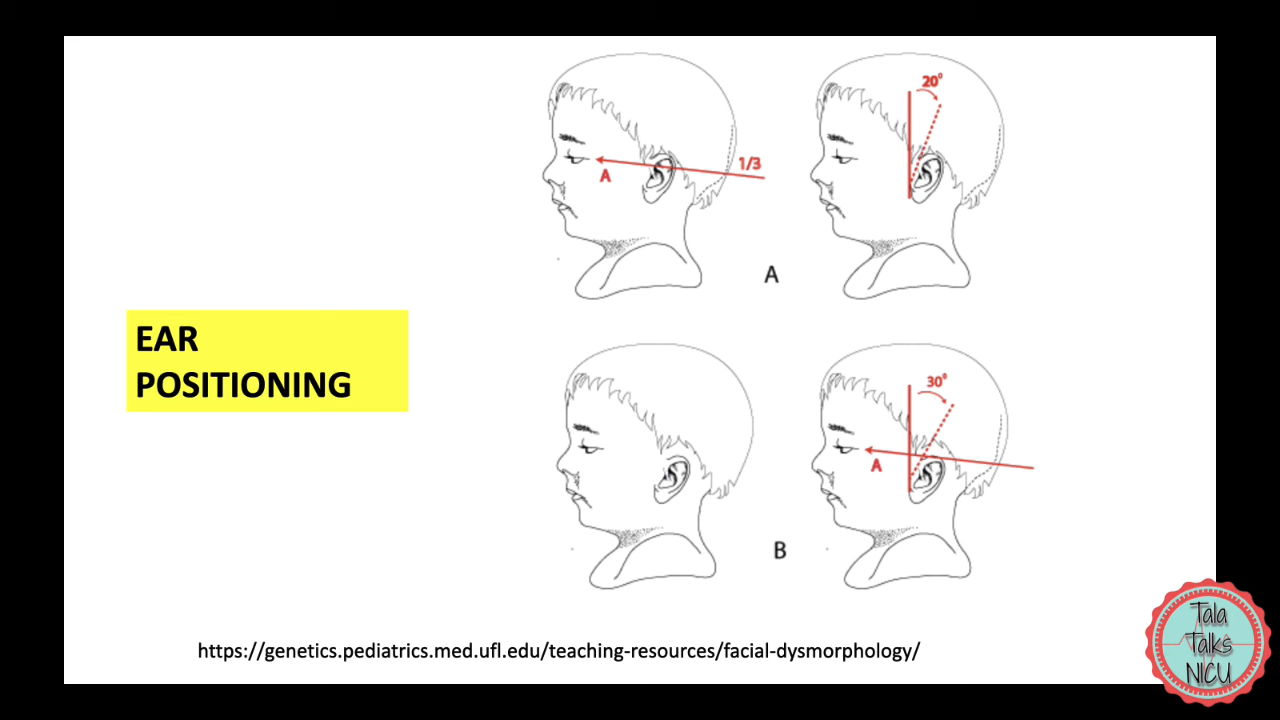 20°
1/3
A
A
EAR
POSITIONING
30°
A
B
https://genetics.pediatrics.med.ufl.edu/teaching-resources/facial-dysmorphology/
Tala
Talks
NICU